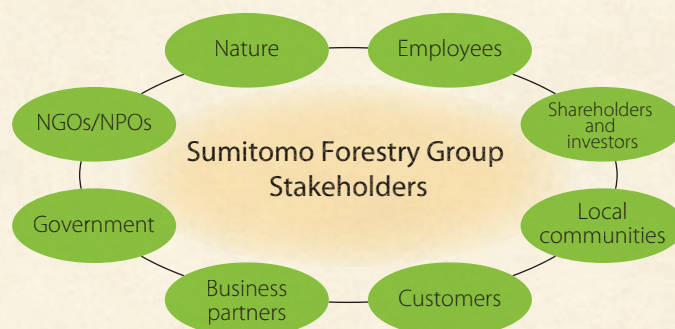 Nature
Employees
NGOs/NPOs
Shareholders
and
investors
Sumitomo Forestry Group
Stakeholders
Government
Local
communities
Business
partners
Customers